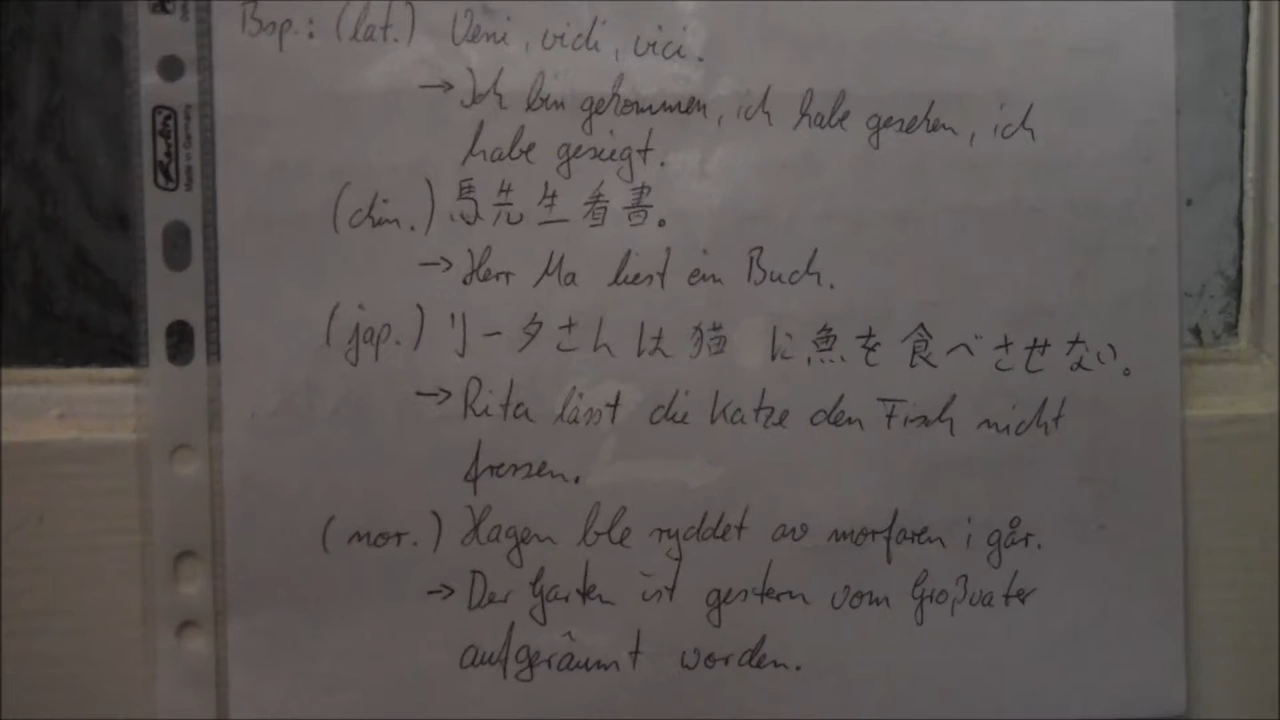 Bsp.: (lat.) Veni, vidi, vici.
→ Ich bin gekommen, ich habe gesehen, ich
habe gesiegt.
(chin.) 馬先生看書。
→ Herr Ma liest ein Buch.
(jap.) リータさんは猫に魚を食べさせない。
→ Rita lässt die Katze den Fisch nicht
fressen.
(nor.) Hagen ble ryddet av morfaren i går.
→ Der Garten ist gestern vom Großvater
aufgeräumt worden.
Made in Germany